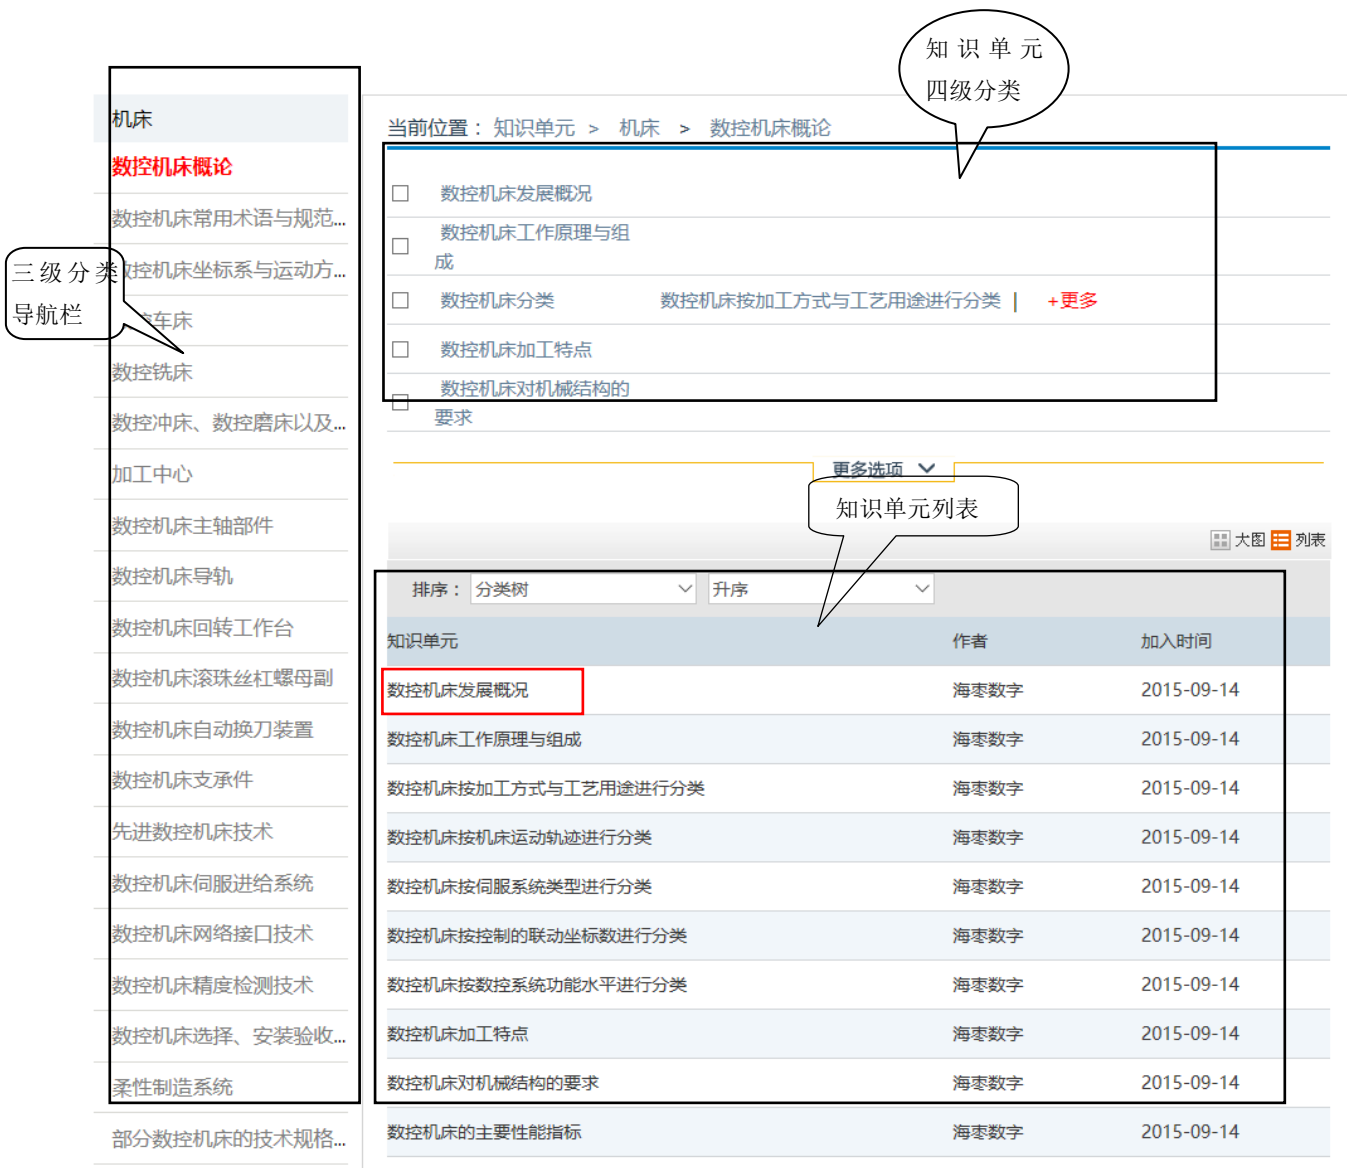 知识单元
四级分类
机床
当前位置： 知识单元 > 机床 > 数控机床概论
数控机床概论
数控机床常用术语与规范...
三级分类
导航栏
数控机床坐标系与运动方...
数控车床
数控铣床
数控冲床、数控磨床以及...
加工中心
数控机床主轴部件
数控机床导轨
数控机床回转工作台
数控机床滚珠丝杠螺母副
数控机床自动换刀装置
数控机床支承件
先进数控机床技术
数控机床伺服进给系统
数控机床网络接口技术
数控机床精度检测技术
数控机床选择、安装验收...
柔性制造系统
部分数控机床的技术规格...
数控机床发展概况
数控机床工作原理与组
成
数控机床分类 数控机床按加工方式与工艺用途进行分类 | +更多
数控机床加工特点
数控机床对机械结构的
要求
更多选项
知识单元列表
大图 列表
排序： 分类树 升序
知识单元 作者 加入时间
数控机床发展概况 海枣数字 2015-09-14
数控机床工作原理与组成 海枣数字 2015-09-14
数控机床按加工方式与工艺用途进行分类 海枣数字 2015-09-14
数控机床按机床运动轨迹进行分类 海枣数字 2015-09-14
数控机床按伺服系统类型进行分类 海枣数字 2015-09-14
数控机床按控制的联动坐标数进行分类 海枣数字 2015-09-14
数控机床按数控系统功能水平进行分类 海枣数字 2015-09-14
数控机床加工特点 海枣数字 2015-09-14
数控机床对机械结构的要求 海枣数字 2015-09-14
数控机床的主要性能指标 海枣数字 2015-09-14